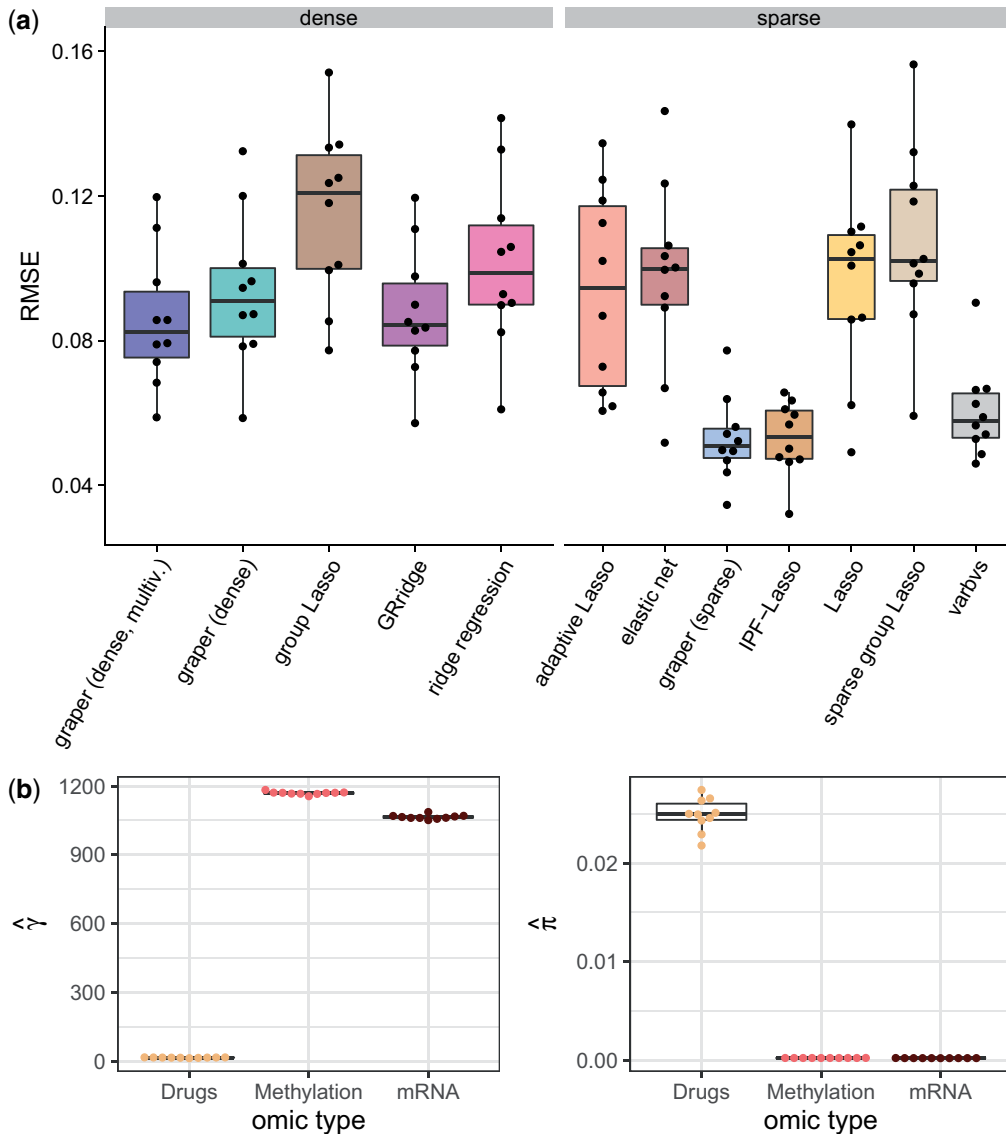 (a)
dense
sparse
RMSE
0.16
0.12
0.08
0.04
graper (dense, multiv.)
graper (dense)
group Lasso
GRridge
ridge regression
adaptive Lasso
elastic net
graper (sparse)
IPF−Lasso
Lasso
sparse group Lasso
varbvs
(b)
γ̂
1200
900
600
300
0
Drugs
Methylation
mRNA
omic type
π̂
0.02
0.01
0.00
Drugs
Methylation
mRNA
omic type